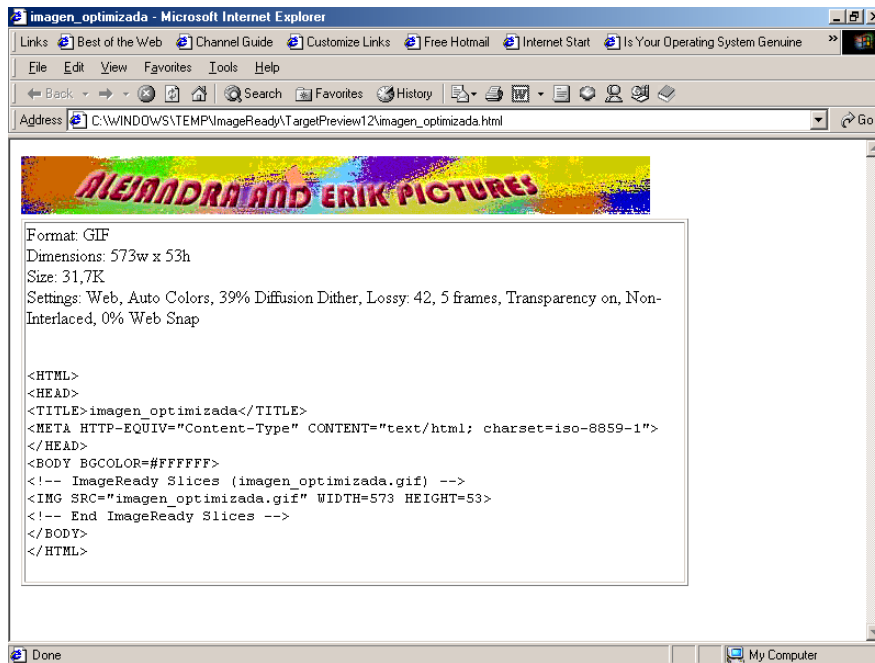 imagen_optimizada - Microsoft Internet Explorer
Links Best of the Web Channel Guide Customize Links Free Hotmail Internet Start Is Your Operating System Genuine »
File Edit View Favorites Tools Help
Back Search Favorites History
Address C:\WINDOWS\TEMP\ImageReady\TargetPreview12\imagen_optimizada.html Go
ALEJANDRA AND ERIK PICTURES
Format: GIF
Dimensions: 573w x 53h
Size: 31,7K
Settings: Web, Auto Colors, 39% Diffusion Dither, Lossy: 42, 5 frames, Transparency on, Non-
Interlaced, 0% Web Snap
<HTML>
<HEAD>
<TITLE>imagen_optimizada</TITLE>
<META HTTP-EQUIV="Content-Type" CONTENT="text/html; charset=iso-8859-1">
</HEAD>
<BODY BGCOLOR=#FFFFFF>
<!-- ImageReady Slices (imagen_optimizada.gif) -->
<IMG SRC="imagen_optimizada.gif" WIDTH=573 HEIGHT=53>
<!-- End ImageReady Slices -->
</BODY>
</HTML>
Done My Computer